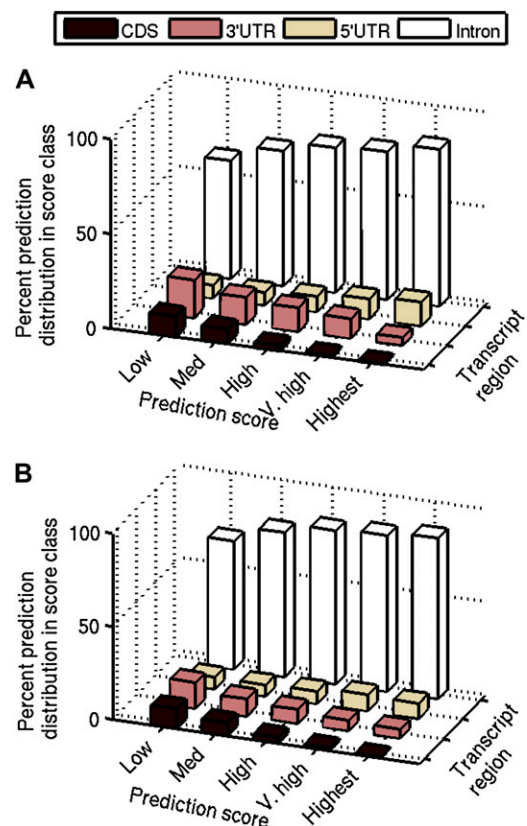 CDS 3'UTR 5'UTR Intron
A
Percent prediction
distribution in score class
100
50
0
Low
Med
High
V. high
Highest
Prediction score
Transcript
region
B
Percent prediction
distribution in score class
100
50
0
Low
Med
High
V. high
Highest
Prediction score
Transcript
region